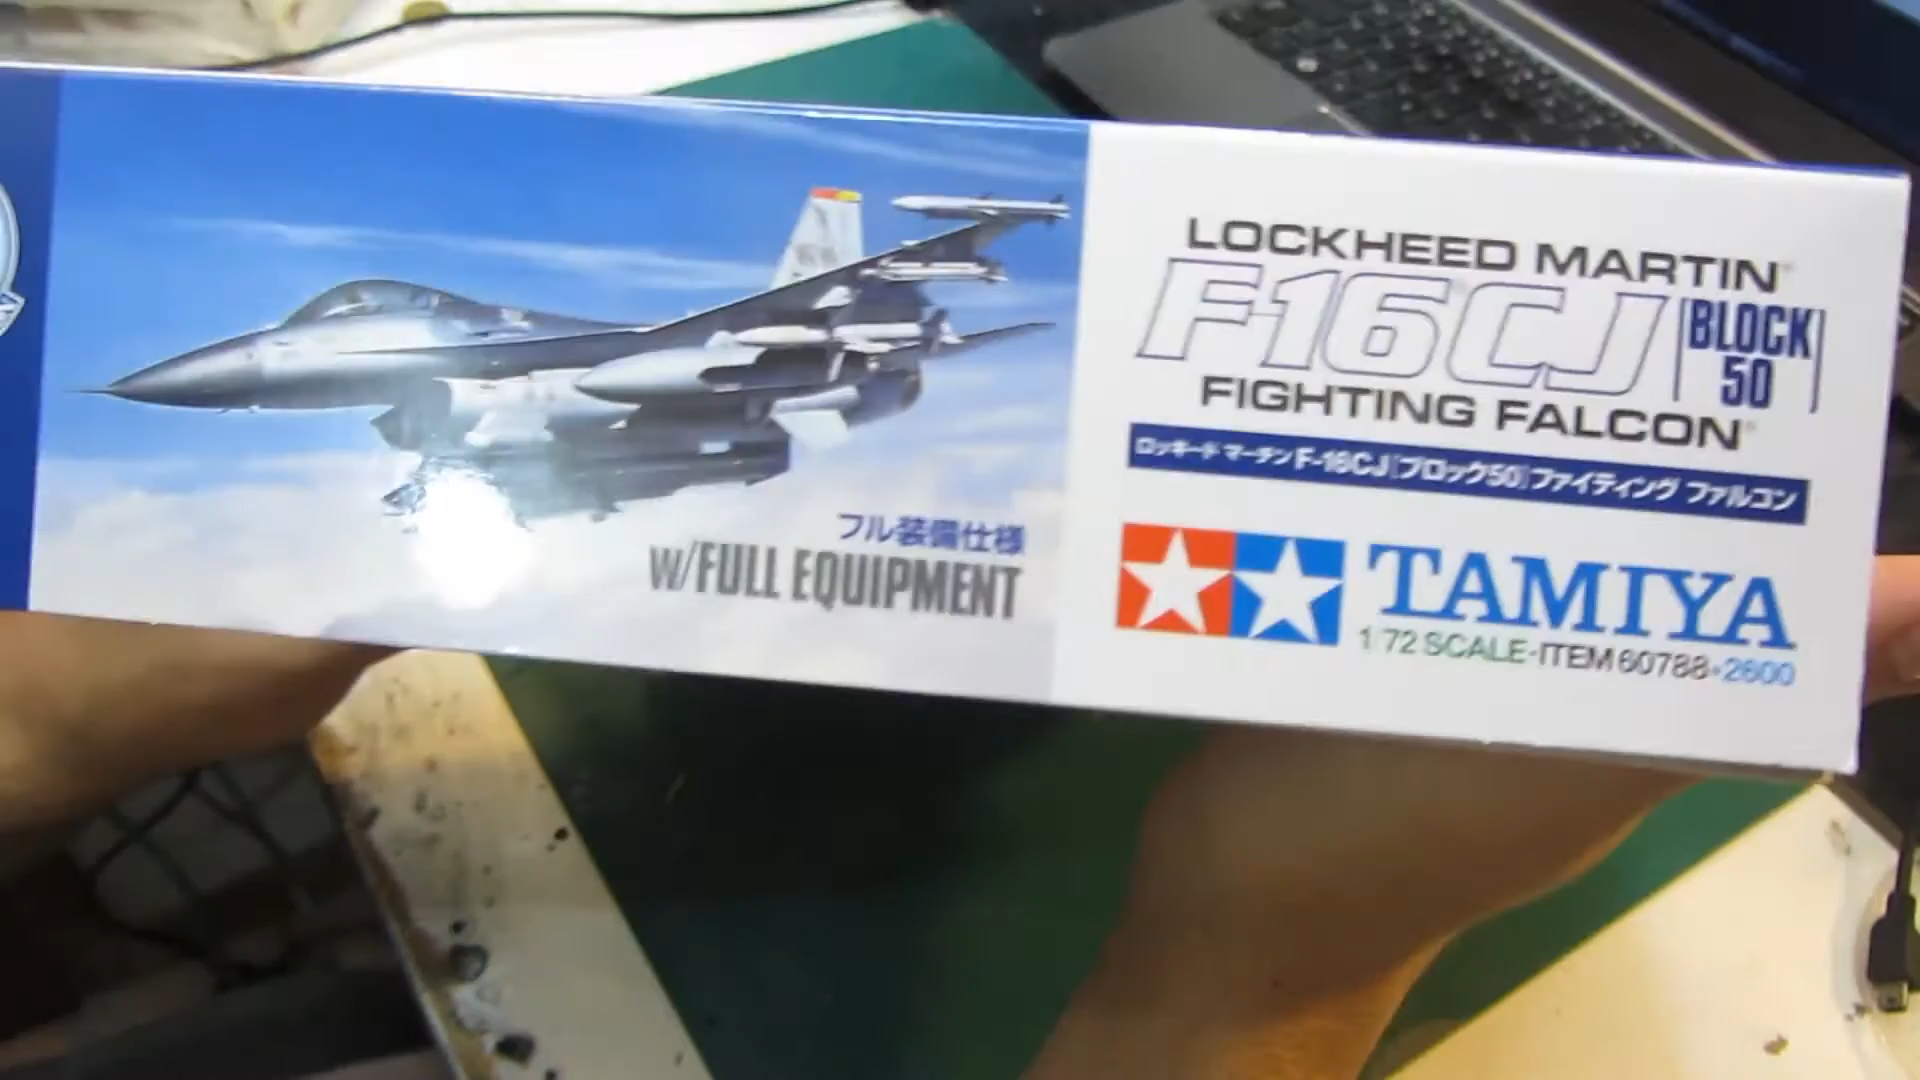 フル装備仕様
w/FULL EQUIPMENT
LOCKHEED MARTIN
F-16CJ
BLOCK
50
FIGHTING FALCON
ロッキード マーチン F-16CJ [ブロック50] ファイティング ファルコン
TAMIYA
1/72 SCALE・ITEM 60788・2600